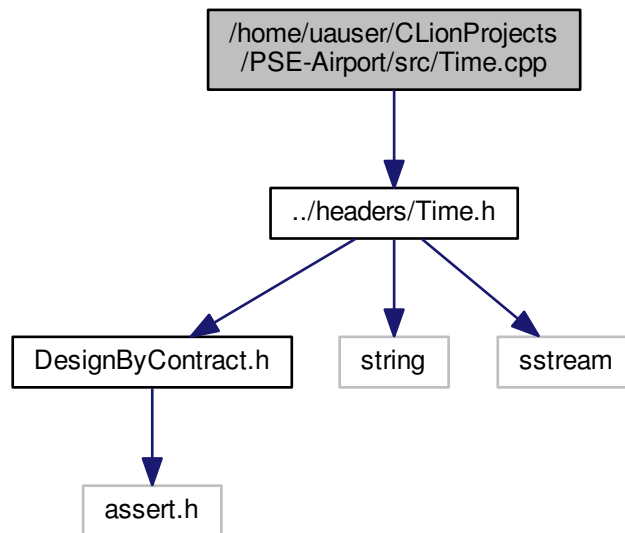 /home/uauser/CLionProjects
/PSE-Airport/src/Time.cpp
../headers/Time.h
DesignByContract.h
string
sstream
assert.h